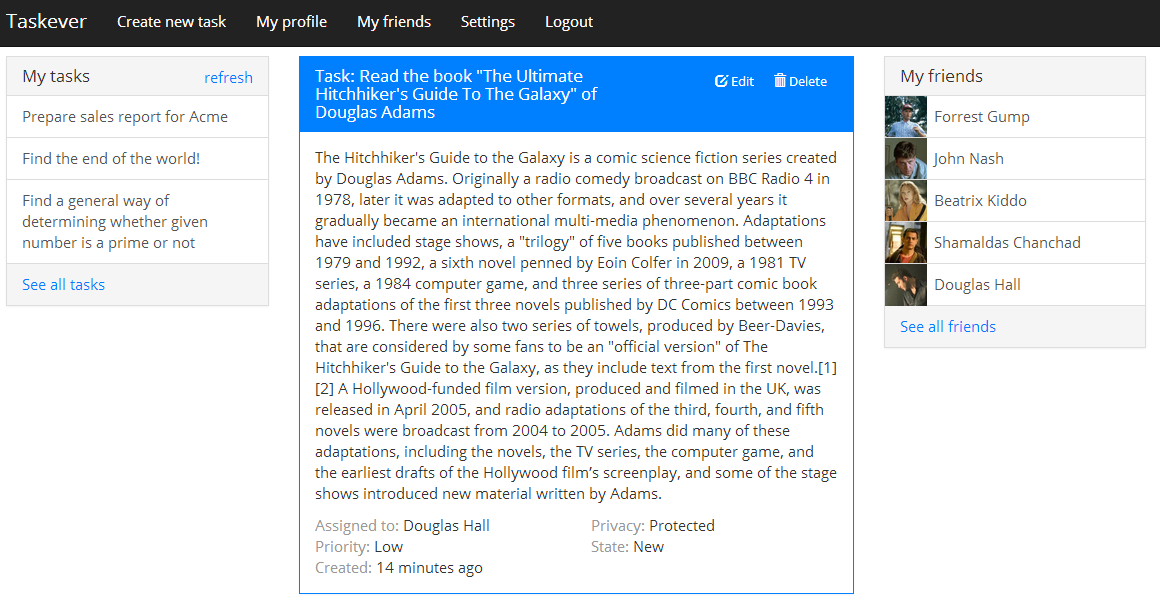 Taskever Create new task My profile My friends Settings Logout
My tasks refresh
Prepare sales report for Acme
Find the end of the world!
Find a general way of
determining whether given
number is a prime or not
See all tasks
Task: Read the book "The Ultimate
Hitchhiker's Guide To The Galaxy" of
Douglas Adams
Edit Delete
The Hitchhiker's Guide to the Galaxy is a comic science fiction series created
by Douglas Adams. Originally a radio comedy broadcast on BBC Radio 4 in
1978, later it was adapted to other formats, and over several years it
gradually became an international multi-media phenomenon. Adaptations
have included stage shows, a "trilogy" of five books published between
1979 and 1992, a sixth novel penned by Eoin Colfer in 2009, a 1981 TV
series, a 1984 computer game, and three series of three-part comic book
adaptations of the first three novels published by DC Comics between 1993
and 1996. There were also two series of towels, produced by Beer-Davies,
that are considered by some fans to be an "official version" of The
Hitchhiker's Guide to the Galaxy, as they include text from the first novel.[1]
[2] A Hollywood-funded film version, produced and filmed in the UK, was
released in April 2005, and radio adaptations of the third, fourth, and fifth
novels were broadcast from 2004 to 2005. Adams did many of these
adaptations, including the novels, the TV series, the computer game, and
the earliest drafts of the Hollywood film’s screenplay, and some of the stage
shows introduced new material written by Adams.
Assigned to: Douglas Hall Privacy: Protected
Priority: Low State: New
Created: 14 minutes ago
My friends
Forrest Gump
John Nash
Beatrix Kiddo
Shamaldas Chanchad
Douglas Hall
See all friends